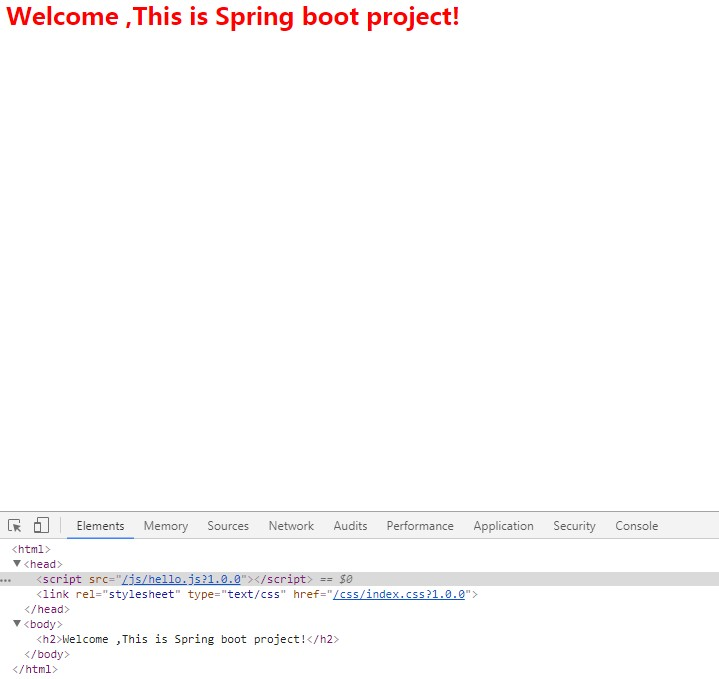 Welcome ,This is Spring boot project!
Elements Memory Sources Network Audits Performance Application Security Console
<html>
▼<head>
••• <script src="/js/hello.js?1.0.0"></script> == $0
<link rel="stylesheet" type="text/css" href="/css/index.css?1.0.0">
</head>
▼<body>
<h2>Welcome ,This is Spring boot project!</h2>
</body>
</html>